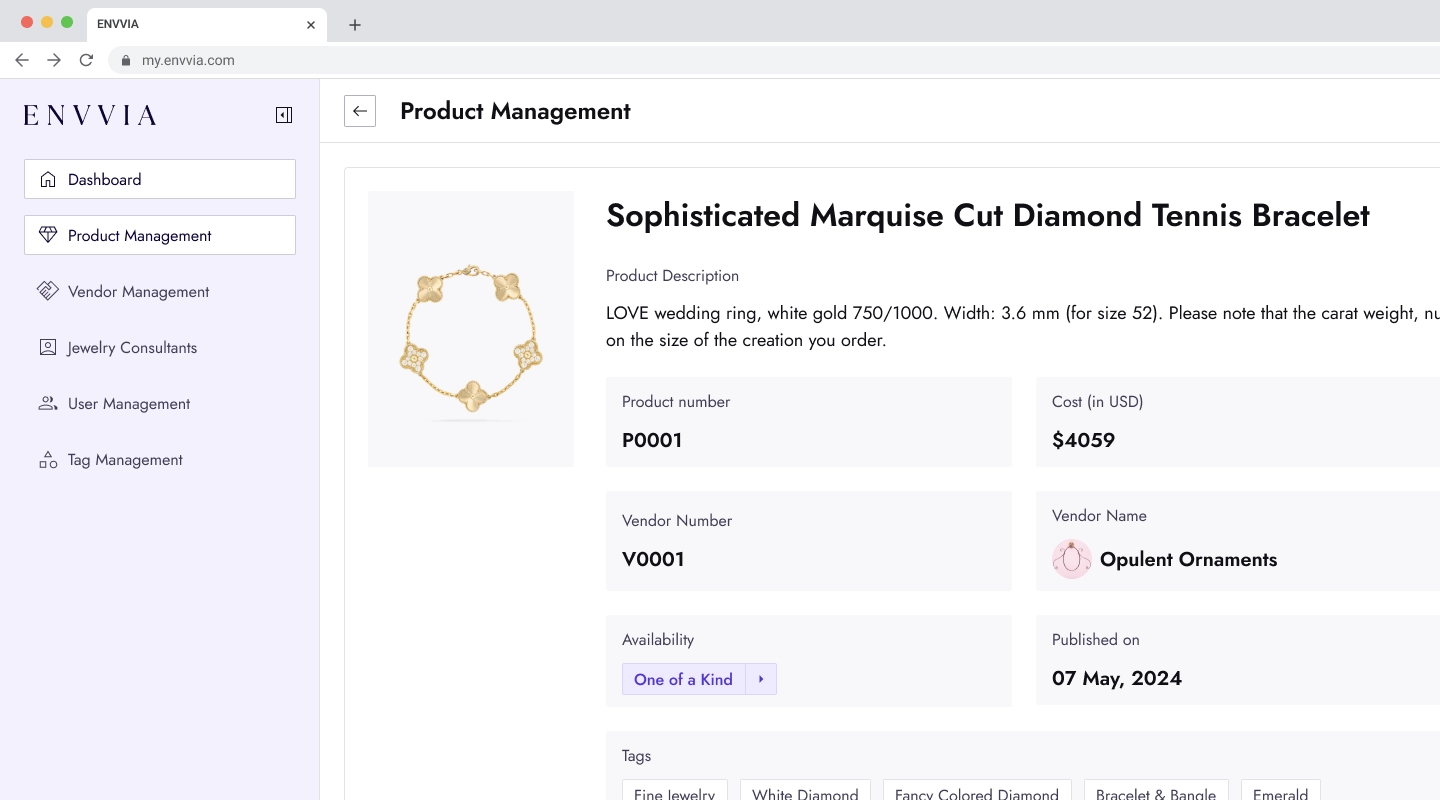 ENVVIA
my.envvia.com
ENVVIA
Dashboard
Product Management
Vendor Management
Jewelry Consultants
User Management
Tag Management
Product Management
Sophisticated Marquise Cut Diamond Tennis Bracelet
Product Description
LOVE wedding ring, white gold 750/1000. Width: 3.6 mm (for size 52). Please note that the carat weight,
on the size of the creation you order.
Product number
P0001
Cost (in USD)
$4059
Vendor Number
V0001
Vendor Name
Opulent Ornaments
Availability
One of a Kind
Published on
07 May, 2024
Tags
Fine Jewelry
White Diamond
Fancy Colored Diamond
Bracelet & Bangle
Emerald